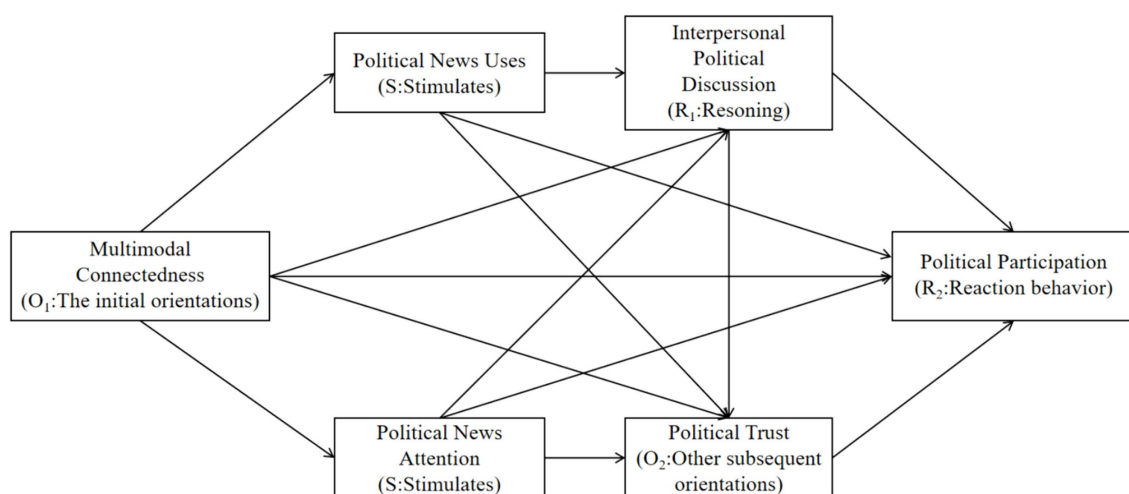 Political News Uses
(S:Stimulates)
Interpersonal
Political
Discussion
(R₁:Resoning)
Multimodal
Connectedness
(O₁:The initial orientations)
Political Participation
(R₂:Reaction behavior)
Political News
Attention
(S:Stimulates)
Political Trust
(O₂:Other subsequent
orientations)